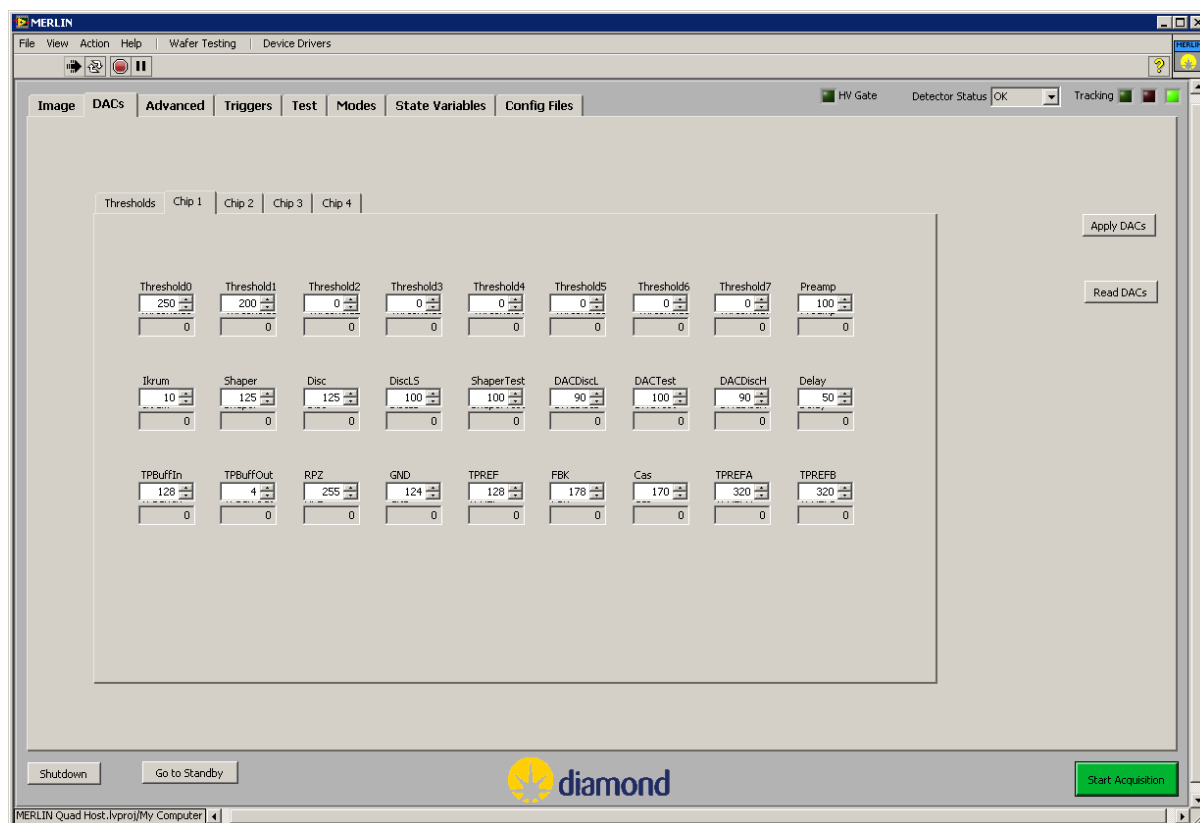 MERLIN
File View Action Help Wafer Testing Device Drivers
MERLIN
?
Image DACs Advanced Triggers Test Modes State Variables Config Files
HV Gate Detector Status OK Tracking
Thresholds Chip 1 Chip 2 Chip 3 Chip 4
Apply DACs
Read DACs
Threshold0 Threshold1 Threshold2 Threshold3 Threshold4 Threshold5 Threshold6 Threshold7 Preamp
250 200 0 0 0 0 0 0 100
0 0 0 0 0 0 0 0 0
Ikrum Shaper Disc DiscLS ShaperTest DACDiscL DACTest DACDiscH Delay
10 125 125 100 100 90 100 90 50
0 0 0 0 0 0 0 0 0
TPBuffIn TPBuffOut RPZ GND TPREF FBK Cas TPREFA TPREFB
128 4 255 124 128 178 170 320 320
0 0 0 0 0 0 0 0 0
Shutdown Go to Standby diamond Start Acquisition
MERLIN Quad Host.lvproj/My Computer